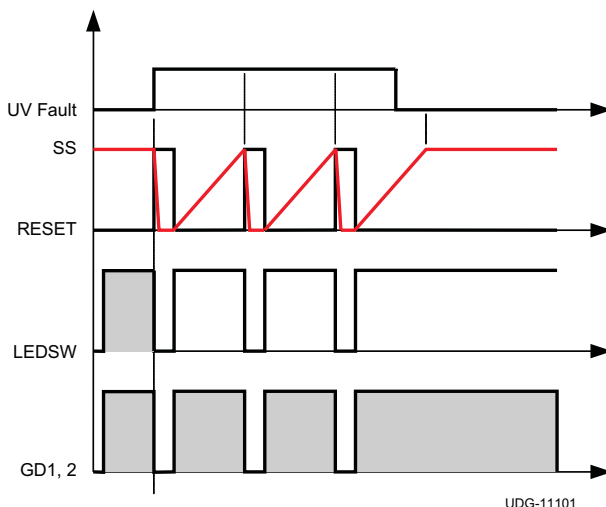 UV Fault
SS
RESET
LEDSW
GD1, 2
UDG-11101